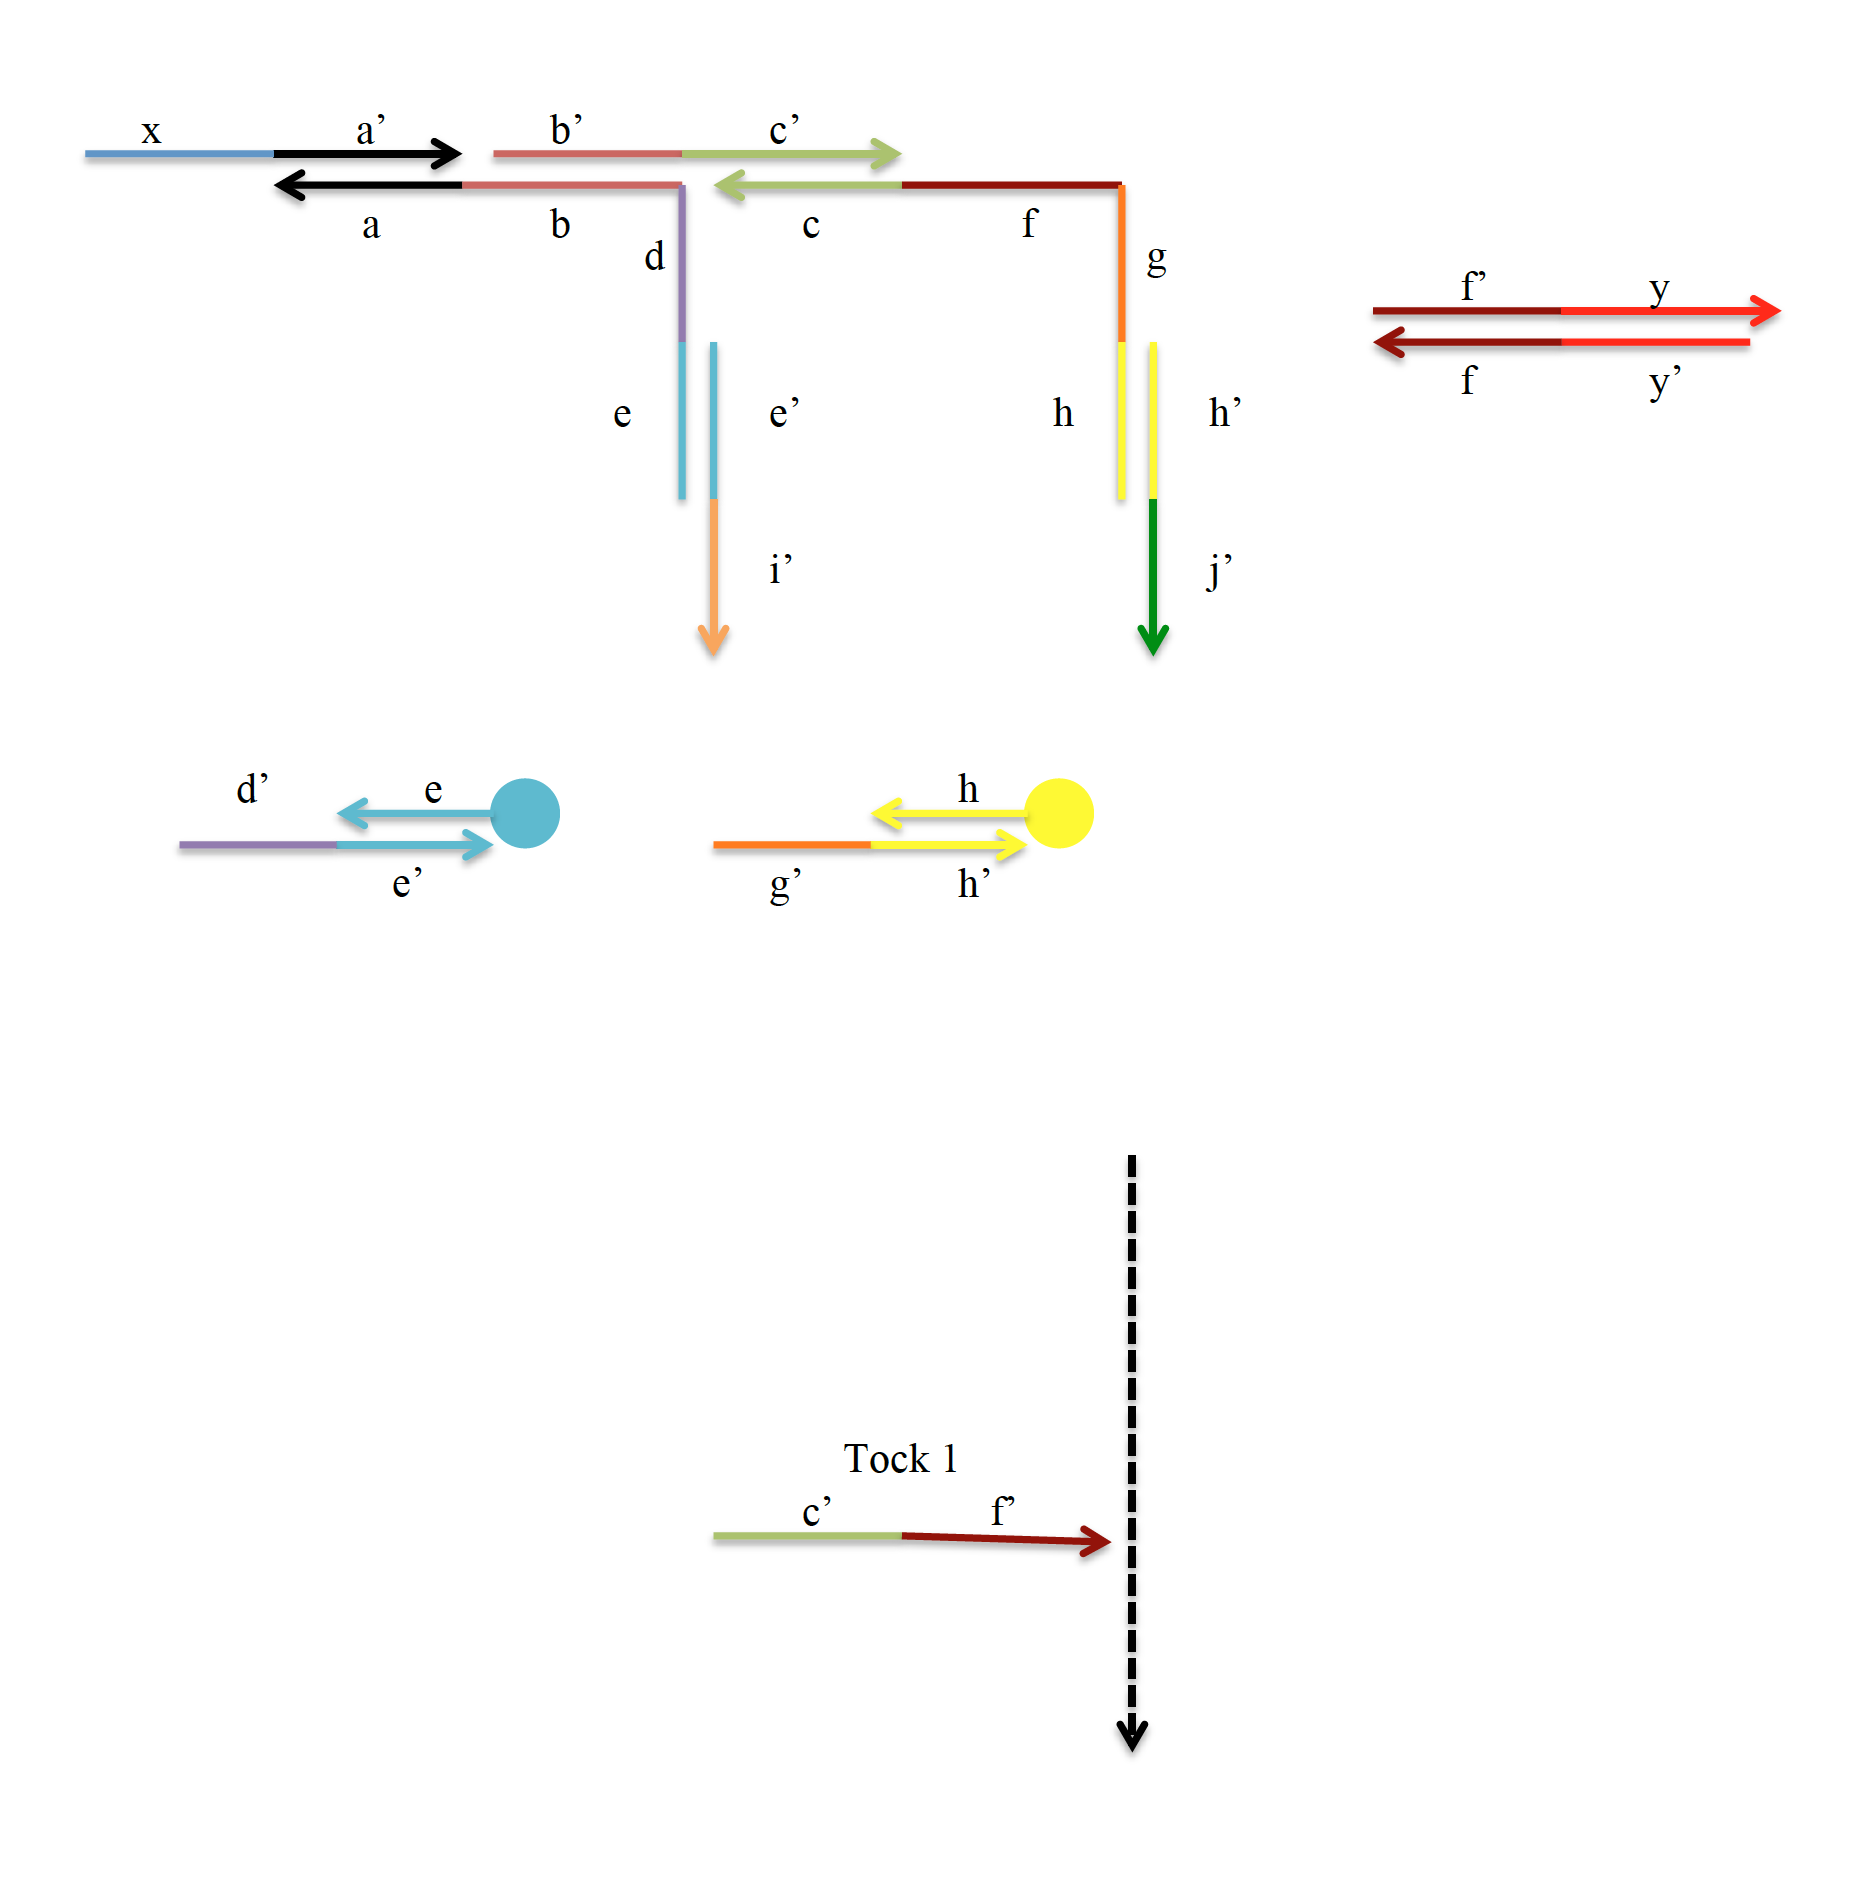 x a’ b’ c’
a b c f
d g
f’ y
f y’
e e’ h h’
i’ j’
d’ e h
e’ g’ h’
Tock 1
c’ f’